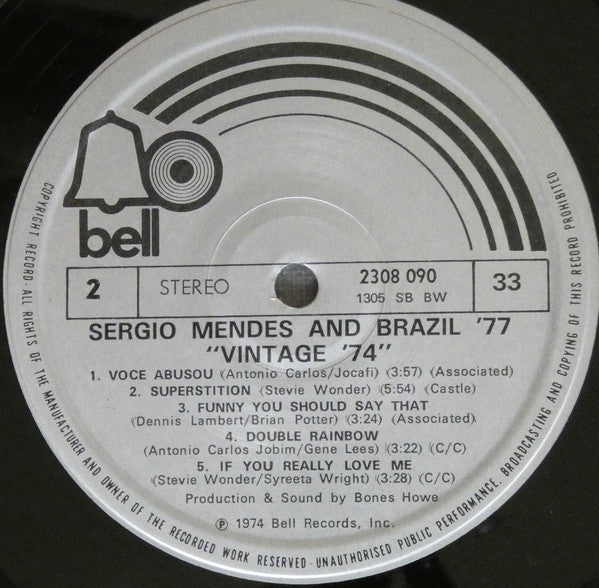 bell
2 STEREO 2308 090 33
1305 SB BW
SERGIO MENDES AND BRAZIL '77
"VINTAGE '74"
1. VOCE ABUSOU (Antonio Carlos/Jocafi) (3:57) (Associated)
2. SUPERSTITION (Stevie Wonder) (5:54) (Castle)
3. FUNNY YOU SHOULD SAY THAT
(Dennis Lambert/Brian Potter) (3:24) (Associated)
4. DOUBLE RAINBOW
(Antonio Carlos Jobim/Gene Lees) (3:22) (C/C)
5. IF YOU REALLY LOVE ME
(Stevie Wonder/Syreeta Wright) (3:28) (C/C)
Production & Sound by Bones Howe
℗ 1974 Bell Records, Inc.
COPYRIGHT RECORD · ALL RIGHTS OF THE MANUFACTURER AND OWNER OF THE RECORDED WORK RESERVED · UNAUTHORISED PUBLIC PERFORMANCE, BROADCASTING AND COPYING OF THIS RECORD PROHIBITED